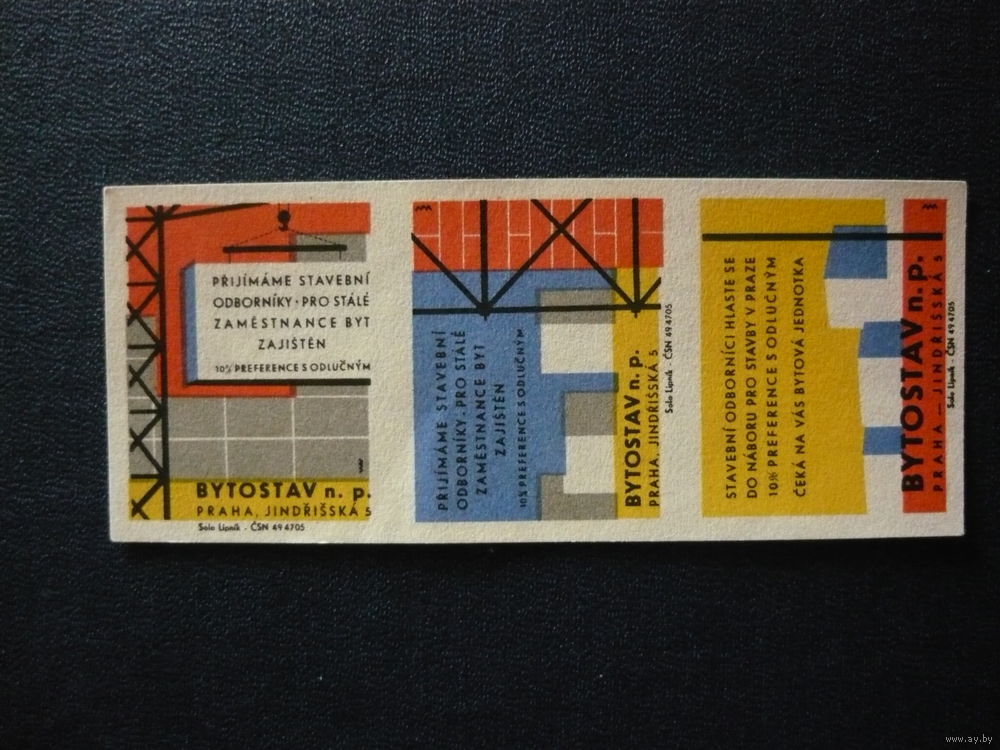 PŘIJÍMÁME STAVEBNÍ
ODBORNÍKY · PRO STÁLÉ
ZAMĚSTNANCE BYT
ZAJIŠTĚN
10% PREFERENCE S ODLUČNÝM
BYTOSTAV n. p.
PRAHA, JINDŘIŠSKÁ 5
Solo Lipník - ČSN 49 4705
PŘIJÍMÁME STAVEBNÍ
ODBORNÍKY · PRO STÁLÉ
ZAMĚSTNANCE BYT
ZAJIŠTĚN
10% PREFERENCE S ODLUČNÝM
BYTOSTAV n. p.
PRAHA, JINDŘIŠSKÁ 5
Solo Lipník - ČSN 49 4705
STAVEBNÍ ODBORNÍCI HLASTE SE
DO NÁBORU PRO STAVBY V PRAZE
10% PREFERENCE S ODLUČNÝM
ČEKÁ NA VÁS BYTOVÁ JEDNOTKA
BYTOSTAV n. p.
PRAHA — JINDŘIŠSKÁ 5
Solo Lipník - ČSN 49 4705
www.ay.by